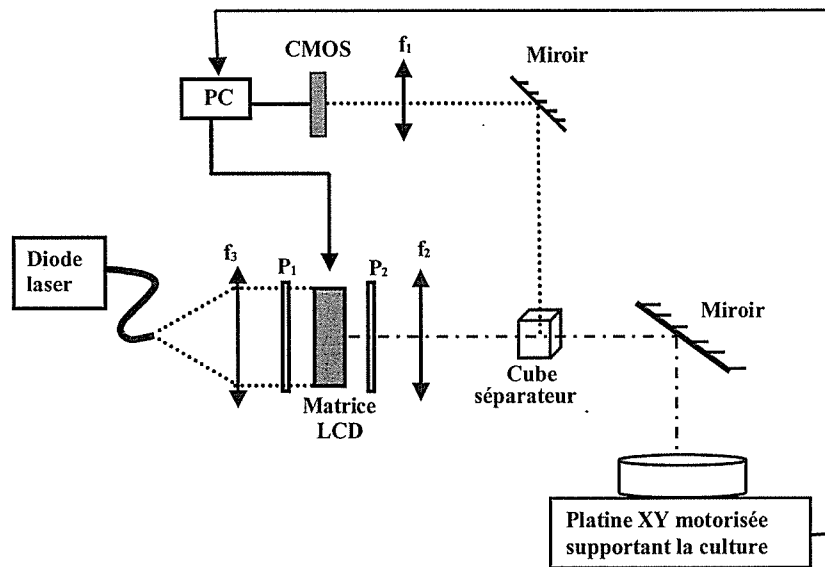 CMOS
f₁
Miroir
PC
Diode
laser
f₃
P₁
P₂
f₂
Miroir
Cube
séparateur
Matrice
LCD
Platine XY motorisée
supportant la culture